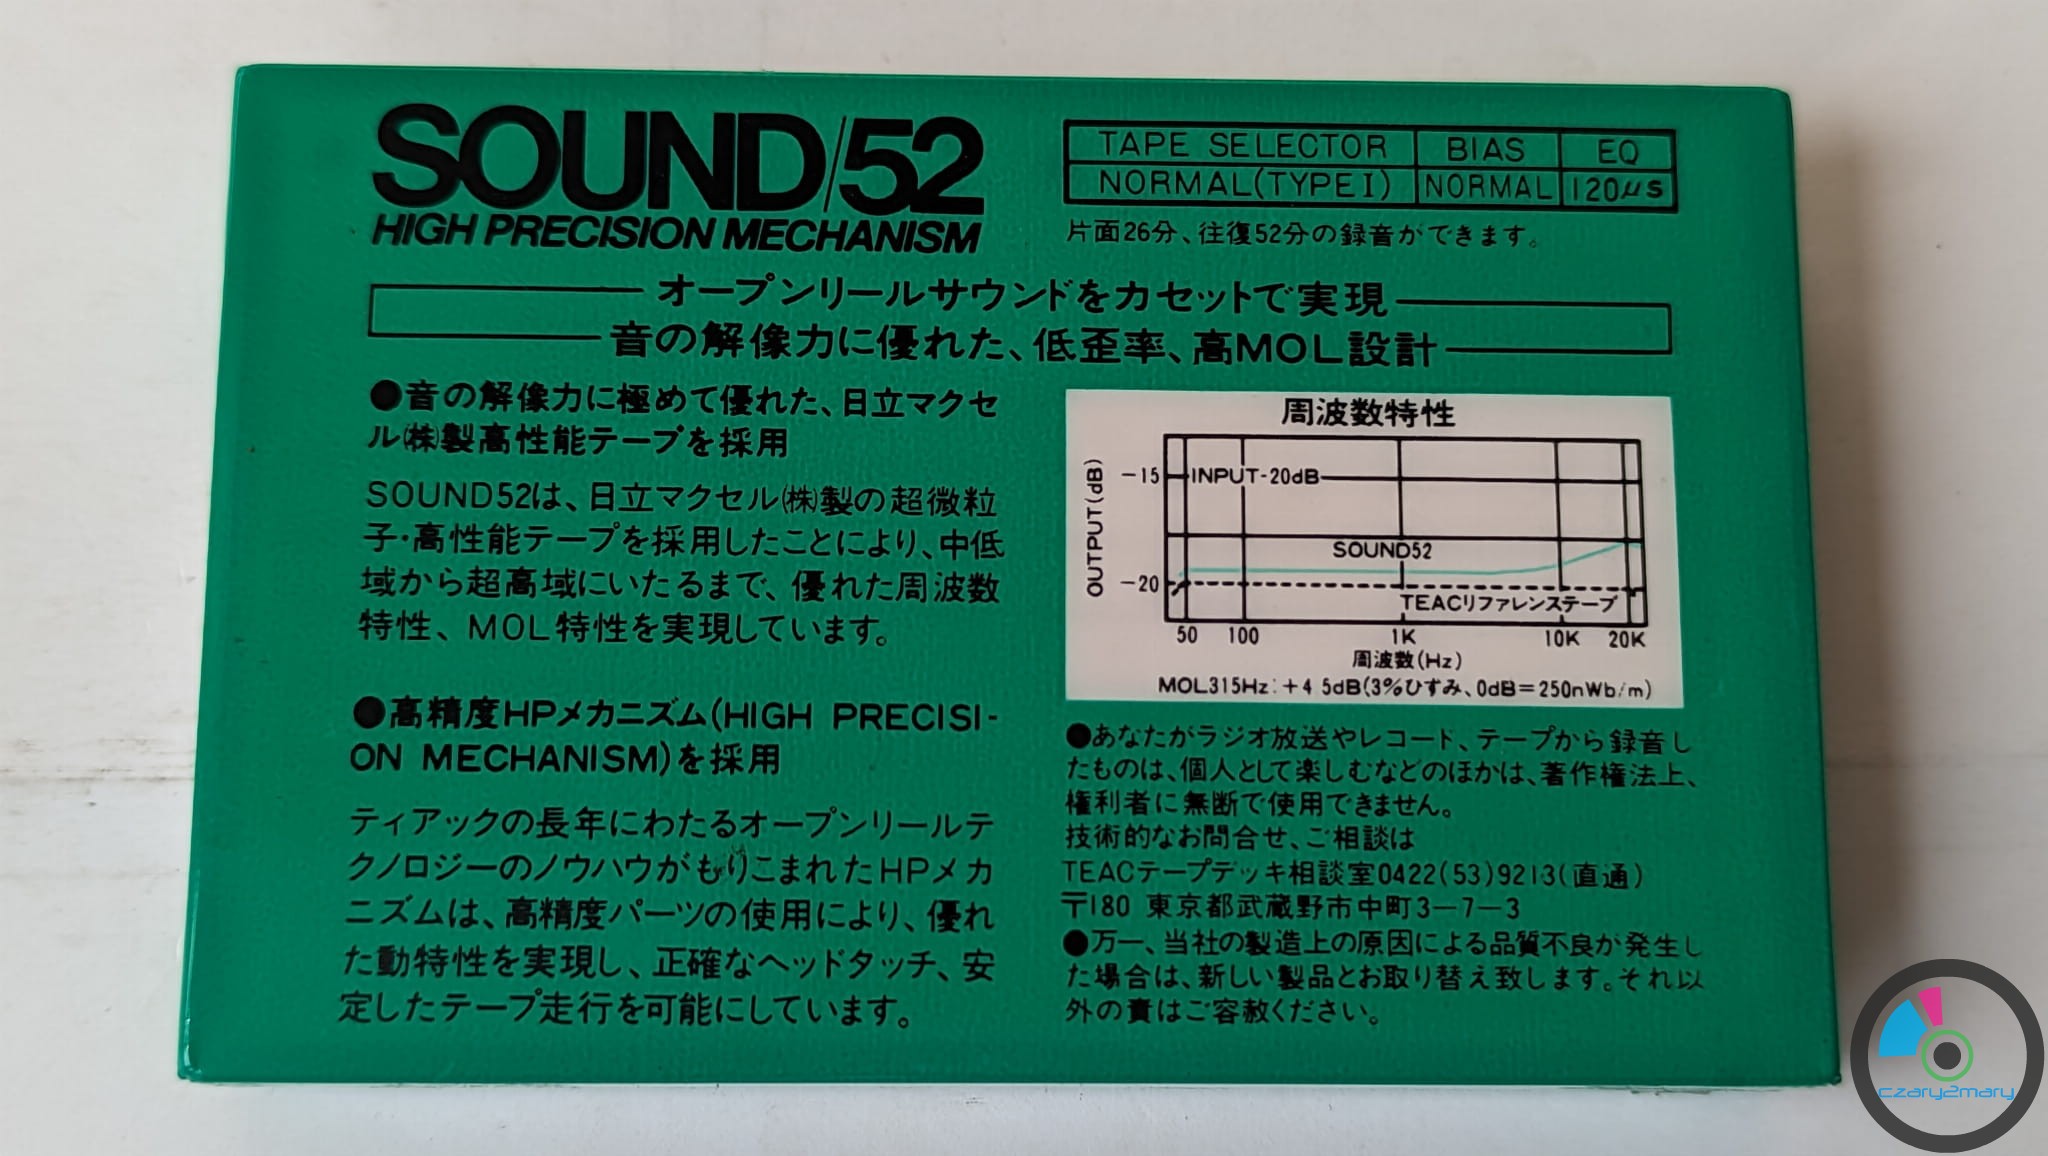 SOUND/52
HIGH PRECISION MECHANISM
TAPE SELECTOR BIAS EQ
NORMAL(TYPEⅠ) NORMAL 120μs
片面26分、往復52分の録音ができます。
オープンリールサウンドをカセットで実現
音の解像力に優れた、低歪率、高MOL設計
●音の解像力に極めて優れた、日立マクセ
ル㈱製高性能テープを採用
SOUND52は、日立マクセル㈱製の超微粒
子・高性能テープを採用したことにより、中低
域から超高域にいたるまで、優れた周波数
特性、MOL特性を実現しています。
●高精度HPメカニズム(HIGH PRECISI-
ON MECHANISM)を採用
ティアックの長年にわたるオープンリールテ
クノロジーのノウハウがもりこまれたHPメカ
ニズムは、高精度パーツの使用により、優れ
た動特性を実現し、正確なヘッドタッチ、安
定したテープ走行を可能にしています。
周波数特性
OUTPUT(dB)
-15
INPUT-20dB
SOUND52
-20
TEACリファレンステープ
50 100 1K 10K 20K
周波数(Hz)
MOL315Hz:+4.5dB(3%ひずみ、0dB=250nWb/m)
●あなたがラジオ放送やレコード、テープから録音し
たものは、個人として楽しむなどのほかは、著作権法上、
権利者に無断で使用できません。
技術的なお問合せ、ご相談は
TEACテープデッキ相談室0422(53)9213(直通)
〒180 東京都武蔵野市中町3-7-3
●万一、当社の製造上の原因による品質不良が発生し
た場合は、新しい製品とお取り替え致します。それ以
外の責はご容赦ください。
czary2mary